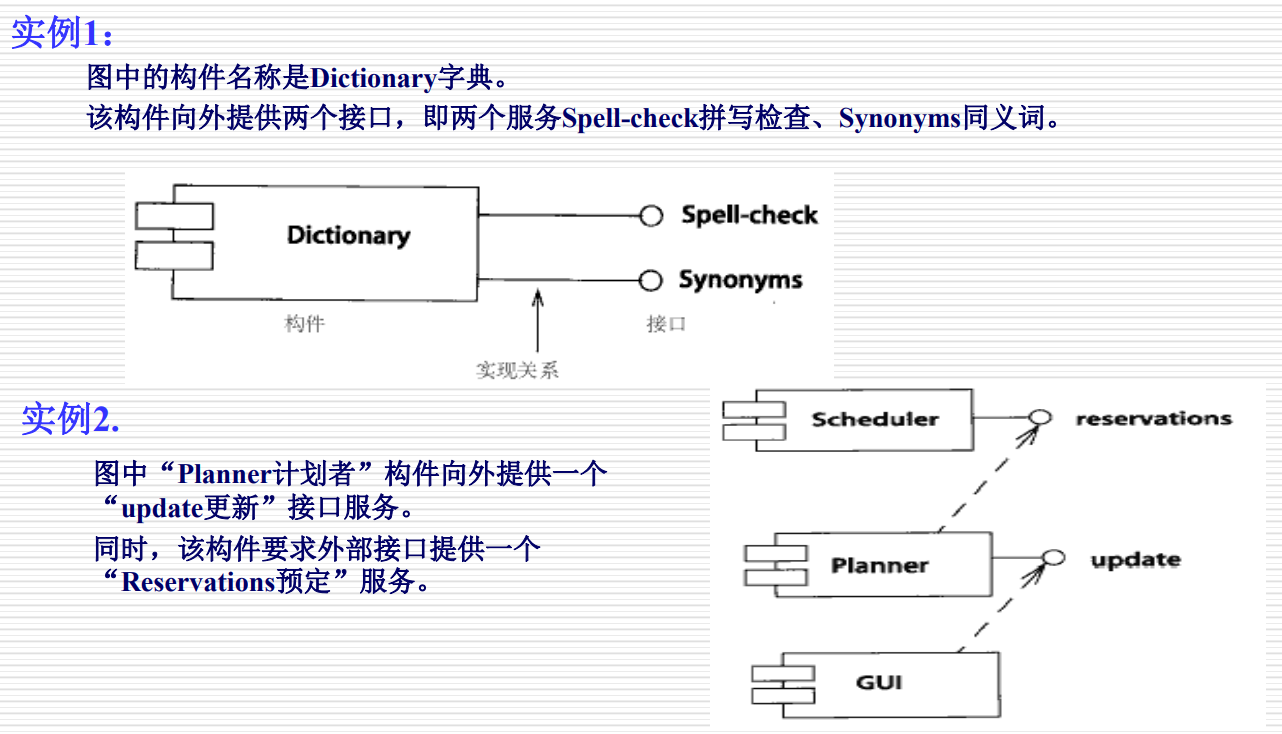 实例1：
图中的构件名称是Dictionary字典。
该构件向外提供两个接口，即两个服务Spell-check拼写检查、Synonyms同义词。
Dictionary
Spell-check
Synonyms
构件
接口
实现关系
实例2.
图中“Planner计划者”构件向外提供一个
“update更新”接口服务。
同时，该构件要求外部接口提供一个
“Reservations预定”服务。
Scheduler
reservations
Planner
update
GUI